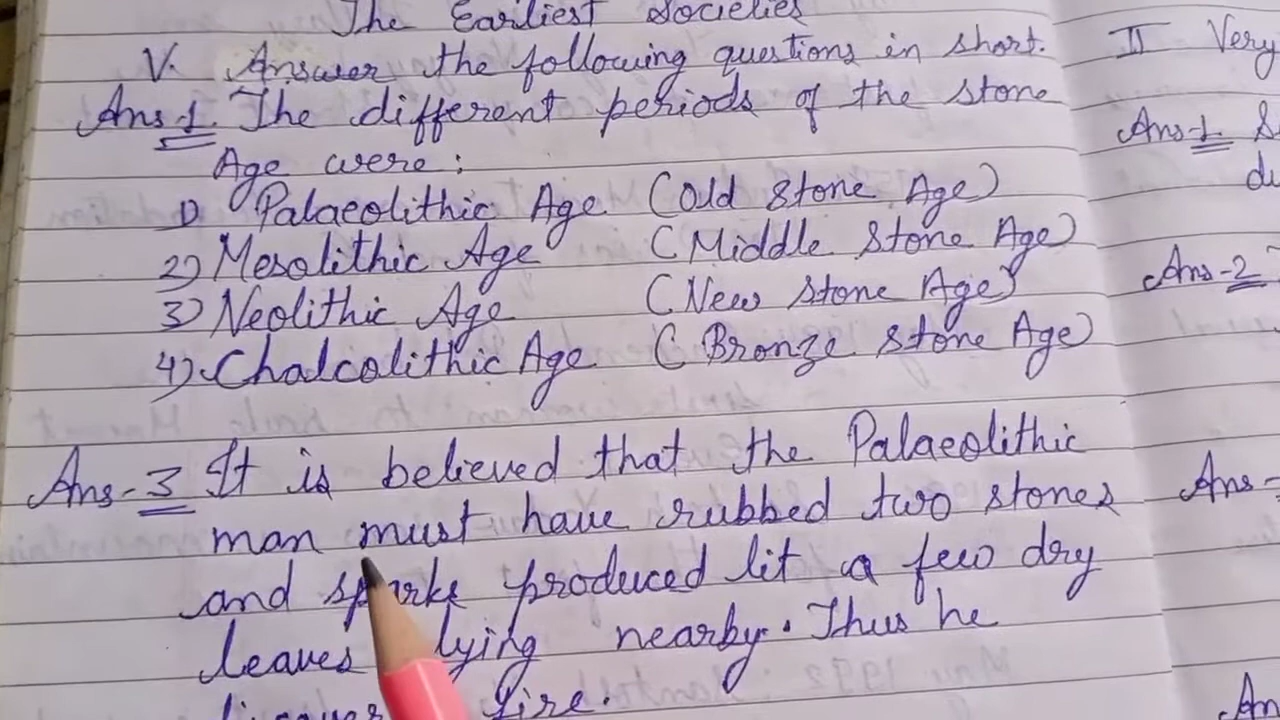 The Earliest Societies
V. Answer the following questions in short.
Ans-1. The different periods of the stone
Age were:
1) Palaeolithic Age (Old Stone Age)
2) Mesolithic Age (Middle Stone Age)
3) Neolithic Age (New Stone Age)
4) Chalcolithic Age (Bronze Stone Age)
Ans-3 It is believed that the Palaeolithic
man must have rubbed two stones
and sparks produced lit a few dry
leaves lying nearby. Thus he
fire.
II Very
Ans-1
Ans-2
Ans-
An